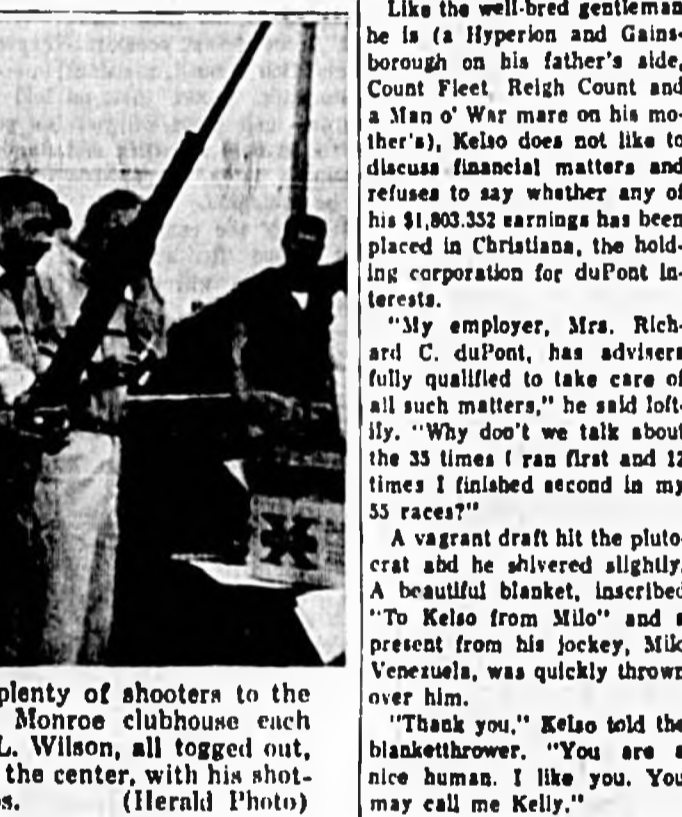 plenty of shooters to the
Monroe clubhouse each
L. Wilson, all togged out,
the center, with his shot-
(Herald Photo)
Like the well-bred gentleman
he is (a Hyperion and Gains-
borough on his father's side,
Count Fleet, Reigh Count and
a Man o' War mare on his mo-
ther's), Kelso does not like to
discuss financial matters and
refuses to say whether any of
his $1,803.352 earnings has been
placed in Christiana, the hold-
ing corporation for duPont in-
terests.
"My employer, Mrs. Rich-
ard C. duPont, has advisers
fully qualified to take care of
all such matters," he said loft-
ily. "Why don't we talk about
the 35 times I ran first and 12
times I finished second in my
55 races?"
A vagrant draft hit the pluto-
crat abd he shivered slightly.
A beautiful blanket, inscribed
"To Kelso from Milo" and a
present from his jockey, Milo
Venezuela, was quickly thrown
over him.
"Thank you," Kelso told the
blanketthrower. "You are a
nice human. I like you. You
may call me Kelly."